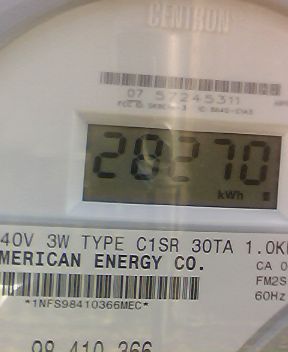 CENTRON
07 57245311
28270
kWh
40V 3W TYPE C1SR 30TA 1.0K
MERICAN ENERGY CO.
CA 0
FM2S
60Hz
*1NFS98410366MEC*
98 410 366